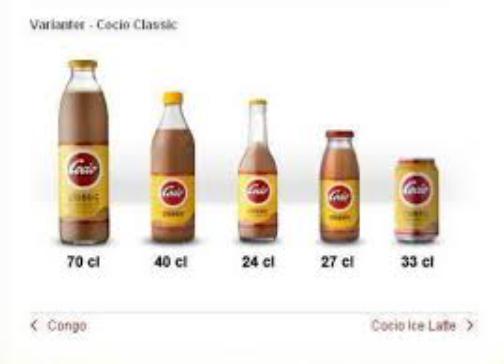 Varianter - Cocio Classic
Cocio
CLASSIC
Cocio
CLASSIC
Cocio
CLASSIC
Cocio
CLASSIC
Cocio
CLASSIC
70 cl
40 cl
24 cl
27 cl
33 cl
< Congo
Cocio Ice Latte >